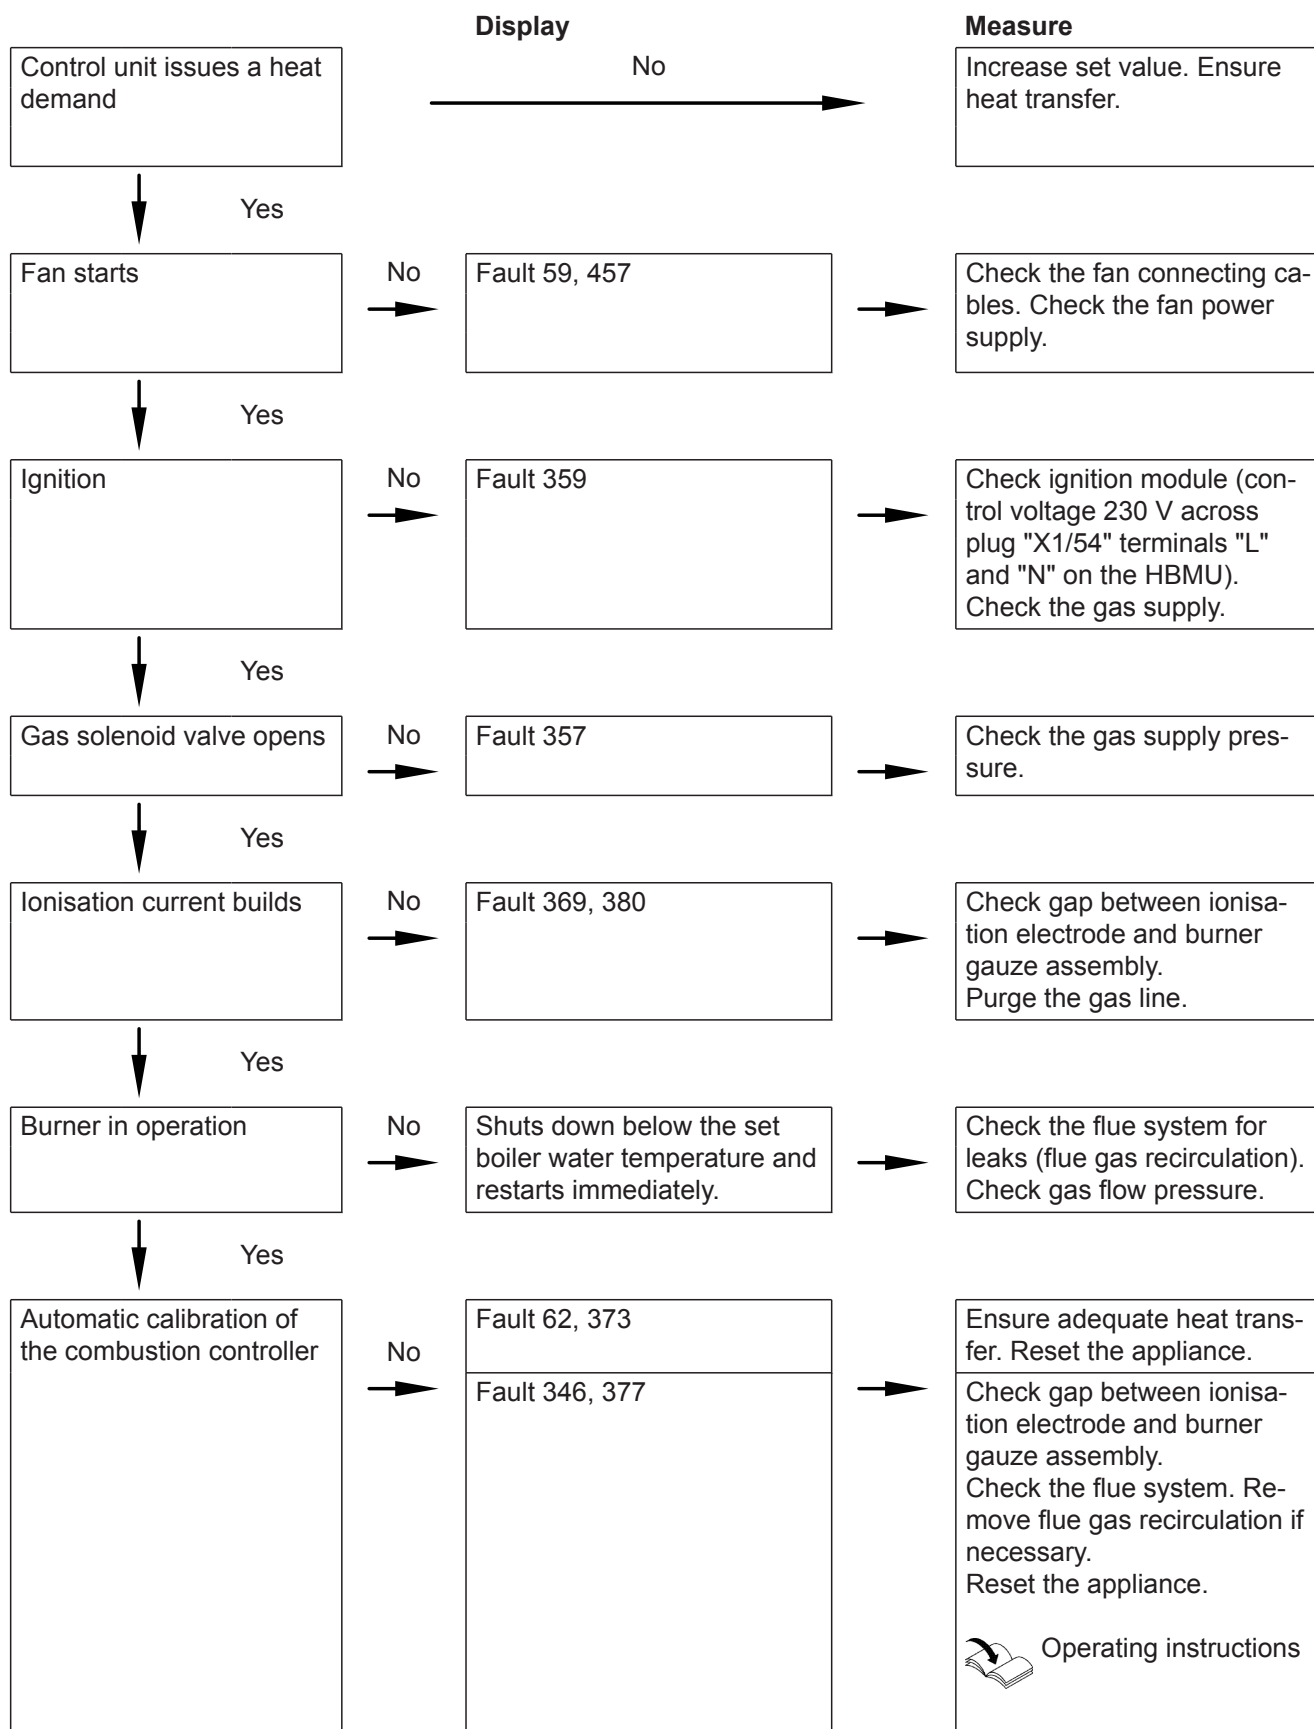 Display
Measure
Control unit issues a heat
demand
No
Increase set value. Ensure
heat transfer.
Yes
Fan starts
No
Fault 59, 457
Check the fan connecting ca-
bles. Check the fan power
supply.
Yes
Ignition
No
Fault 359
Check ignition module (con-
trol voltage 230 V across
plug "X1/54" terminals "L"
and "N" on the HBMU).
Check the gas supply.
Yes
Gas solenoid valve opens
No
Fault 357
Check the gas supply pres-
sure.
Yes
Ionisation current builds
No
Fault 369, 380
Check gap between ionisa-
tion electrode and burner
gauze assembly.
Purge the gas line.
Yes
Burner in operation
No
Shuts down below the set
boiler water temperature and
restarts immediately.
Check the flue system for
leaks (flue gas recirculation).
Check gas flow pressure.
Yes
Automatic calibration of
the combustion controller
No
Fault 62, 373
Ensure adequate heat trans-
fer. Reset the appliance.
Fault 346, 377
Check gap between ionisa-
tion electrode and burner
gauze assembly.
Check the flue system. Re-
move flue gas recirculation if
necessary.
Reset the appliance.
Operating instructions